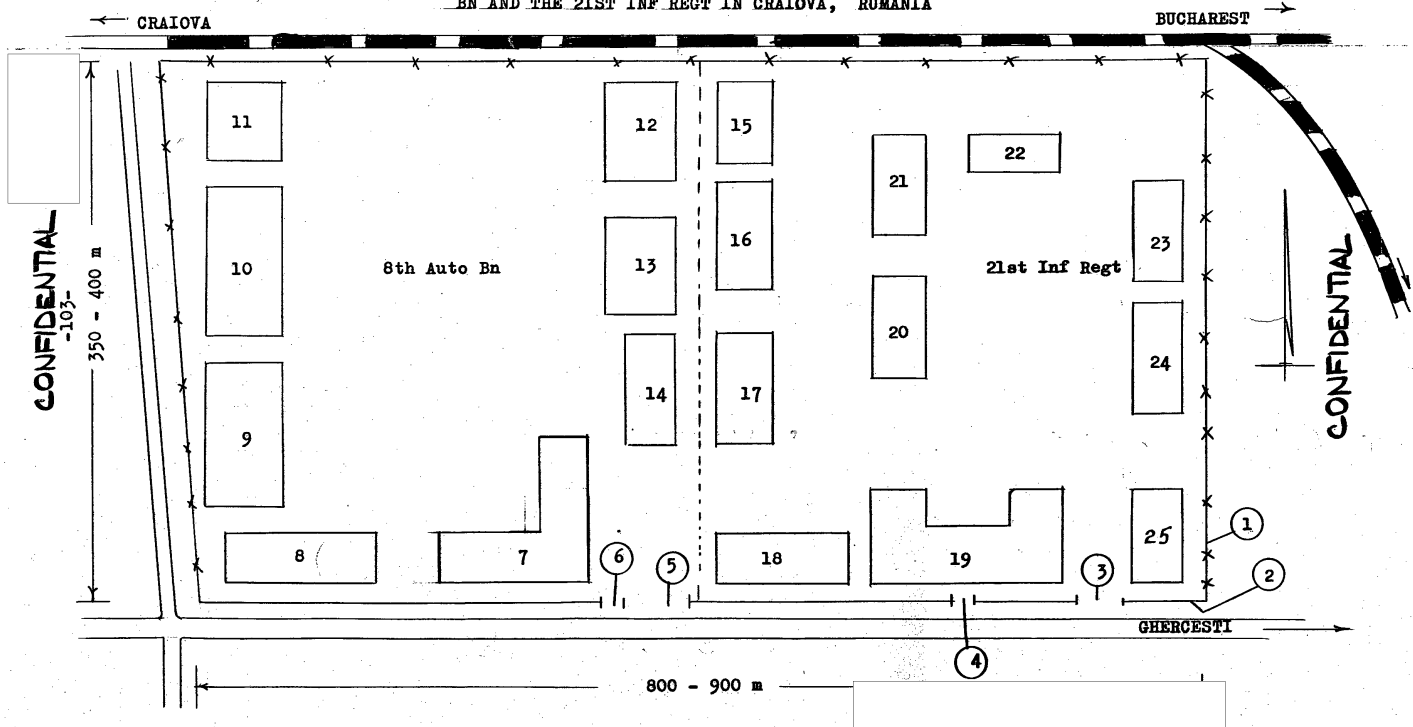 BN AND THE 21ST INF REGT IN CRAIOVA, RUMANIA
CRAIOVA
BUCHAREST
11
12
15
22
21
16
23
10
8th Auto Bn
13
21st Inf Regt
CONFIDENTIAL
-103-
350 - 400 m
CONFIDENTIAL
20
24
14
17
9
25
1
8
7
6
5
18
19
3
2
GHERCESTI
4
800 - 900 m